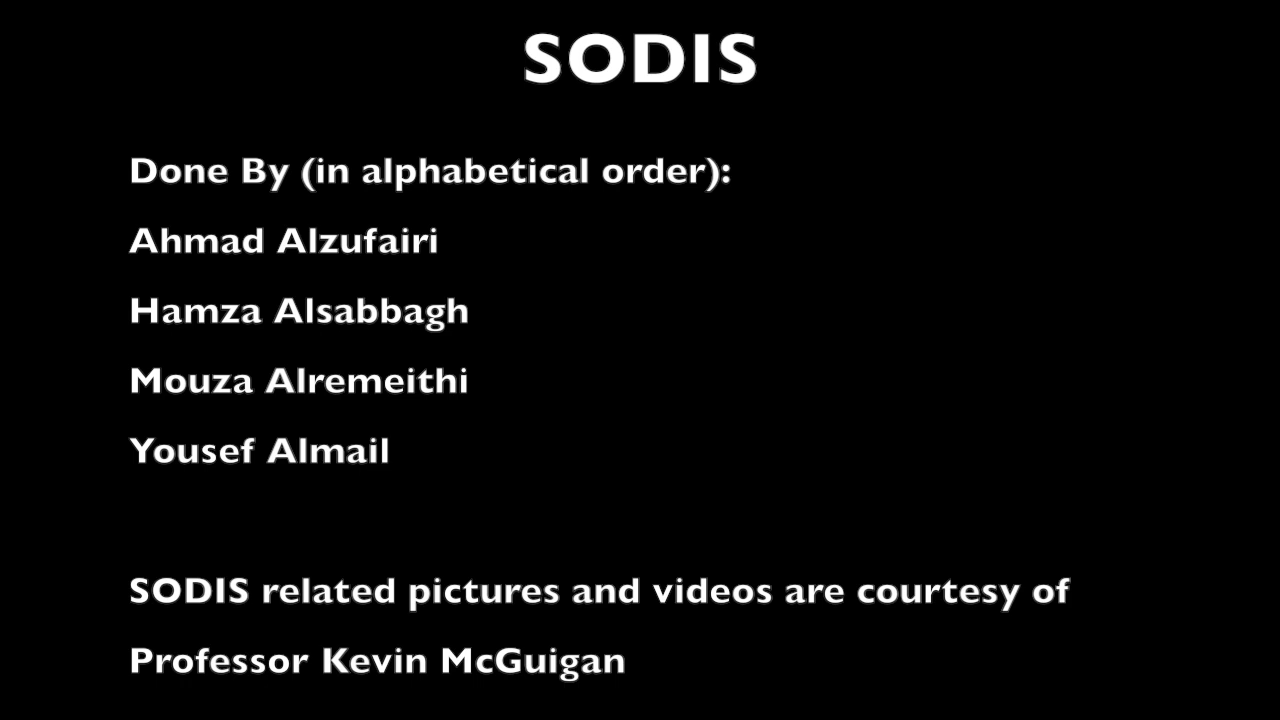 SODIS
Done By (in alphabetical order):
Ahmad Alzufairi
Hamza Alsabbagh
Mouza Alremeithi
Yousef Almail
SODIS related pictures and videos are courtesy of
Professor Kevin McGuigan